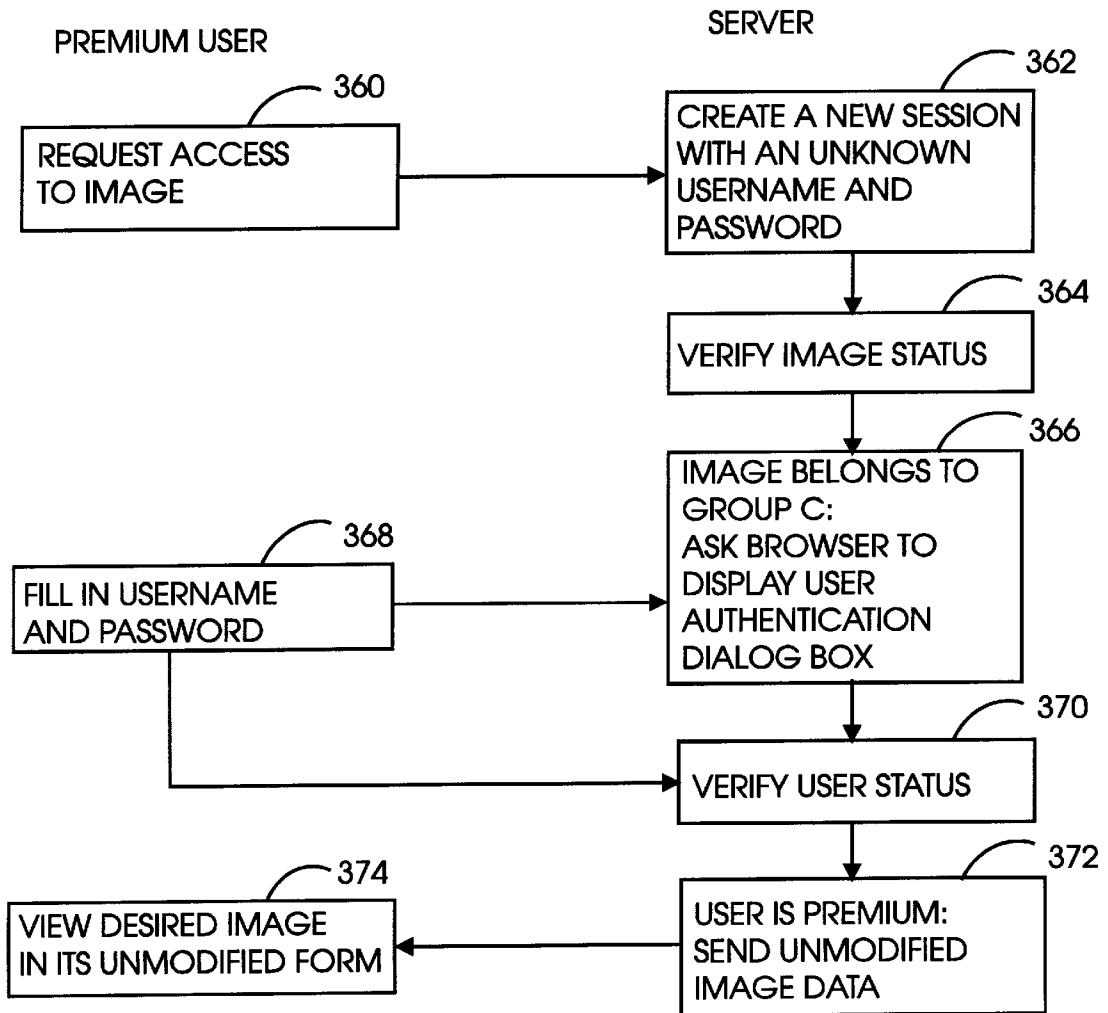 PREMIUM USER
SERVER
360
REQUEST ACCESS
TO IMAGE
362
CREATE A NEW SESSION
WITH AN UNKNOWN
USERNAME AND
PASSWORD
364
VERIFY IMAGE STATUS
366
IMAGE BELONGS TO
GROUP C:
ASK BROWSER TO
DISPLAY USER
AUTHENTICATION
DIALOG BOX
368
FILL IN USERNAME
AND PASSWORD
370
VERIFY USER STATUS
372
USER IS PREMIUM:
SEND UNMODIFIED
IMAGE DATA
374
VIEW DESIRED IMAGE
IN ITS UNMODIFIED FORM